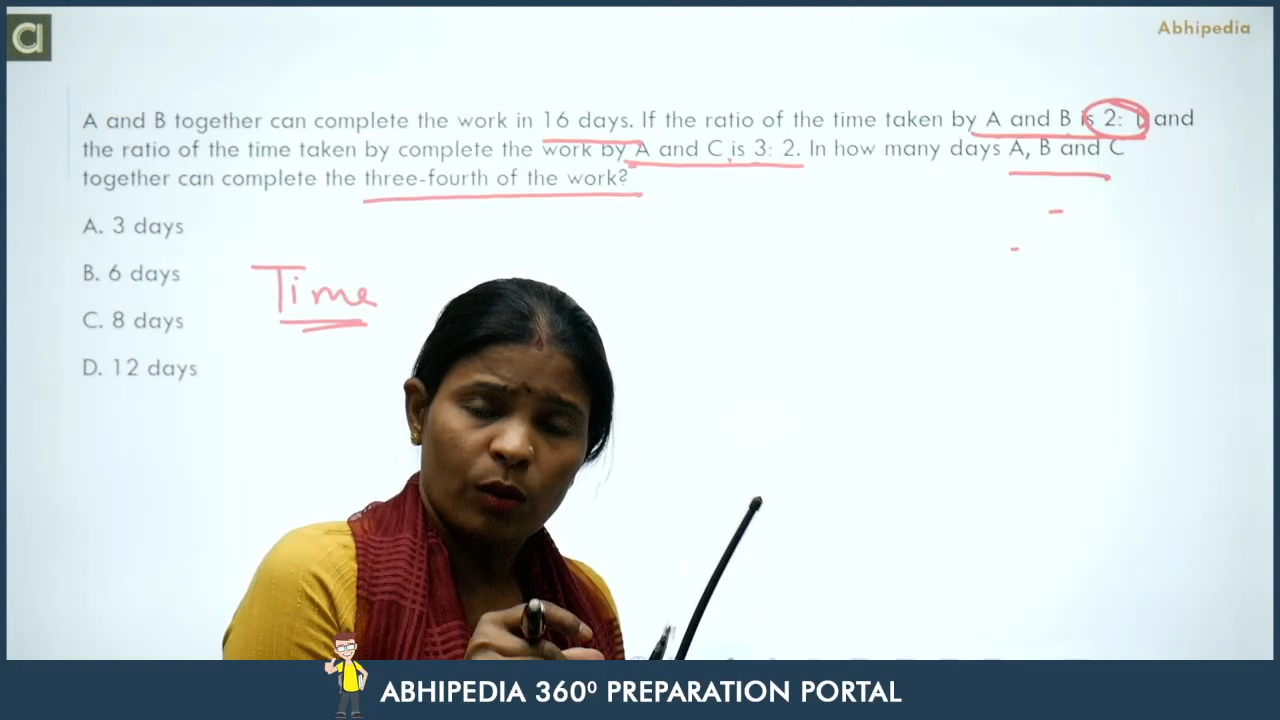 Abhipedia
A and B together can complete the work in 16 days. If the ratio of the time taken by A and B is 2: and
the ratio of the time taken by complete the work by A and C is 3: 2. In how many days A, B and C
together can complete the three-fourth of the work?
A. 3 days
B. 6 days
C. 8 days
D. 12 days
Time
ABHIPEDIA 360⁰ PREPARATION PORTAL